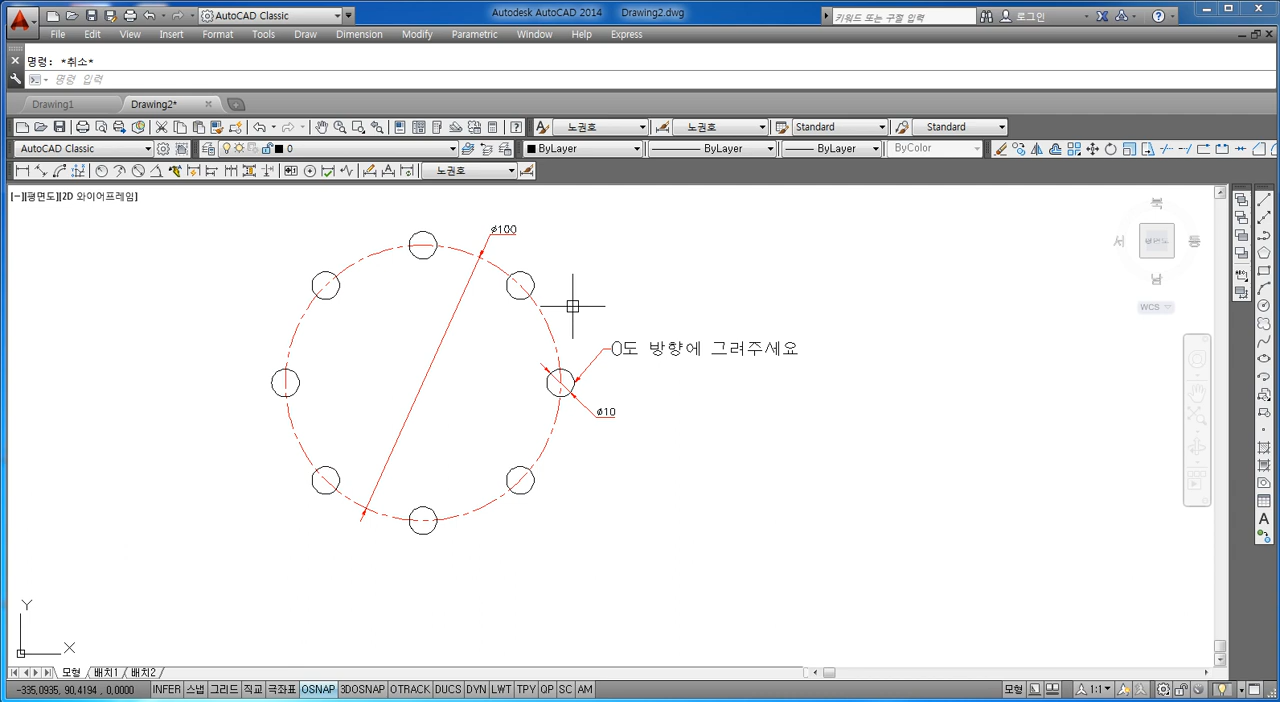 AutoCAD Classic
Autodesk AutoCAD 2014 Drawing2.dwg
키워드 또는 구절 입력
로그인
File Edit View Insert Format Tools Draw Dimension Modify Parametric Window Help Express
명령: *취소*
명령 입력
Drawing1 Drawing2*
노권호 노권호 Standard Standard
AutoCAD Classic 0 ByLayer ByLayer ByLayer ByColor
노권호
[−][평면도][2D 와이어프레임]
북
ø100
서 평면도 동
남
WCS
0도 방향에 그려주세요
ø10
Y
X
모형 배치1 배치2
-335,0935, 90,4194 , 0,0000 INFER 스냅 그리드 직교 극좌표 OSNAP 3DOSNAP OTRACK DUCS DYN LWT TPY QP SC AM 모형 1:1